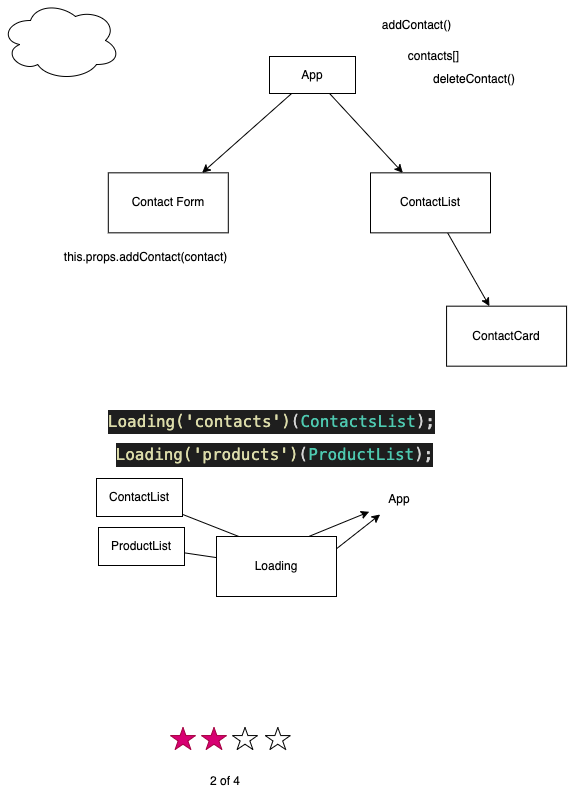 addContact()
contacts[]
deleteContact()
App
Contact Form
ContactList
this.props.addContact(contact)
ContactCard
Loading('contacts')(ContactsList);
Loading('products')(ProductList);
ContactList
App
ProductList
Loading
2 of 4